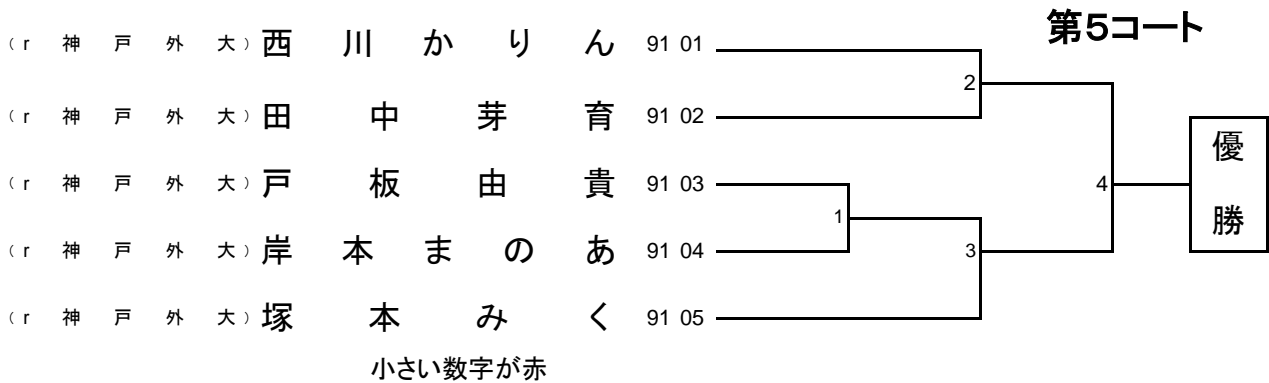 第5コート
(r 神戸外大) 西川かりん 91 01
2
(r 神戸外大) 田中芽育 91 02
(r 神戸外大) 戸板由貴 91 03
優勝
4
1
(r 神戸外大) 岸本まのあ 91 04
3
(r 神戸外大) 塚本みく 91 05
小さい数字が赤